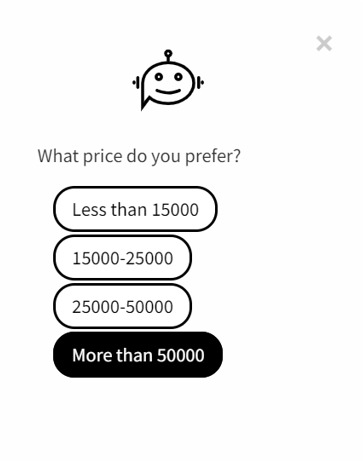 What price do you prefer?
Less than 15000
15000-25000
25000-50000
More than 50000